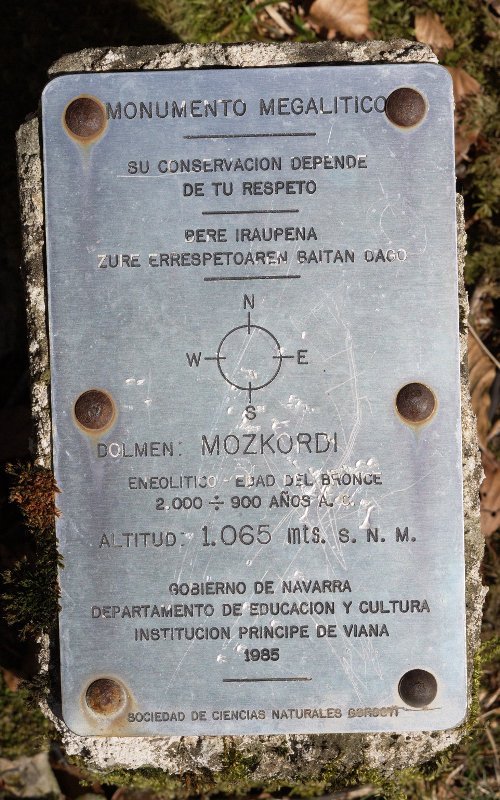 MONUMENTO MEGALITICO
SU CONSERVACION DEPENDE
DE TU RESPETO
BERE IRAUPENA
ZURE ERRESPETOAREN BAITAN DAGO
N
W E
S
DOLMEN: MOZKORDI
ENEOLITICO - EDAD DEL BRONCE
2.000 ÷ 900 AÑOS A. C.
ALTITUD: 1.065 mts. S. N. M.
GOBIERNO DE NAVARRA
DEPARTAMENTO DE EDUCACION Y CULTURA
INSTITUCION PRINCIPE DE VIANA
1985
SOCIEDAD DE CIENCIAS NATURALES GOROSTI